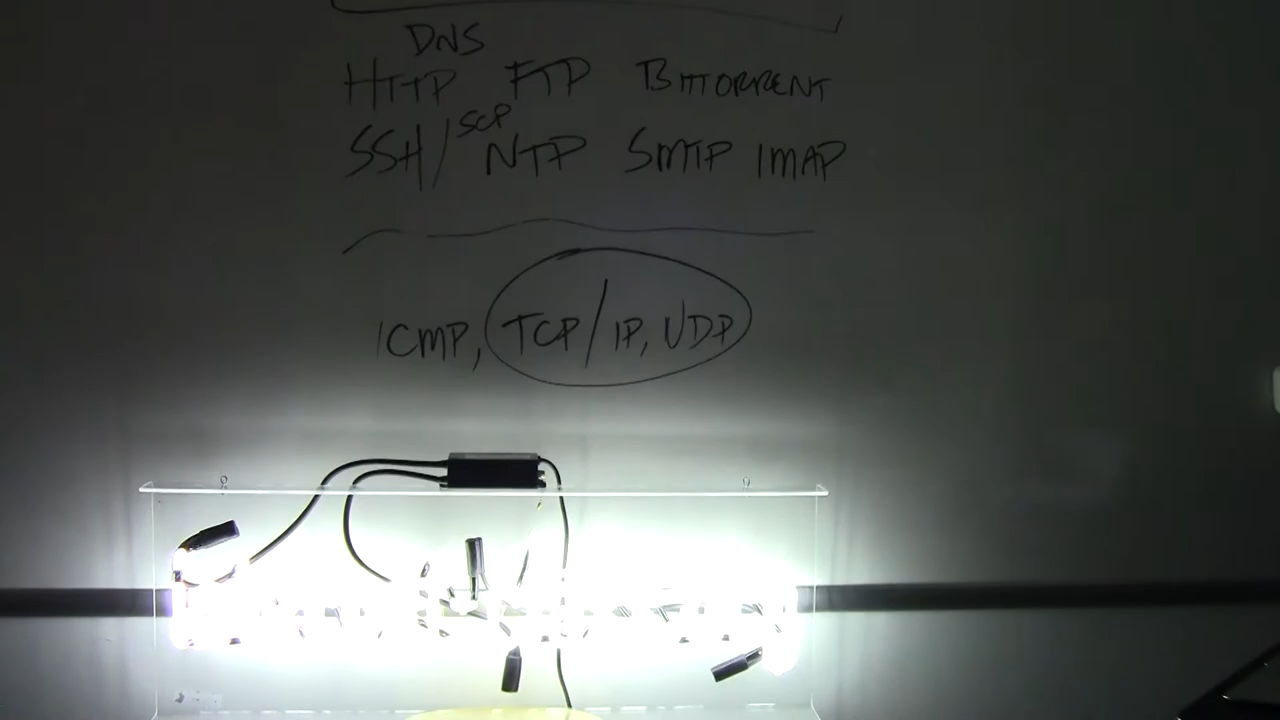 DNS
HTTP FTP BITTORRENT
SSH/SCP NTP SMTP IMAP
ICMP, TCP/IP, UDP